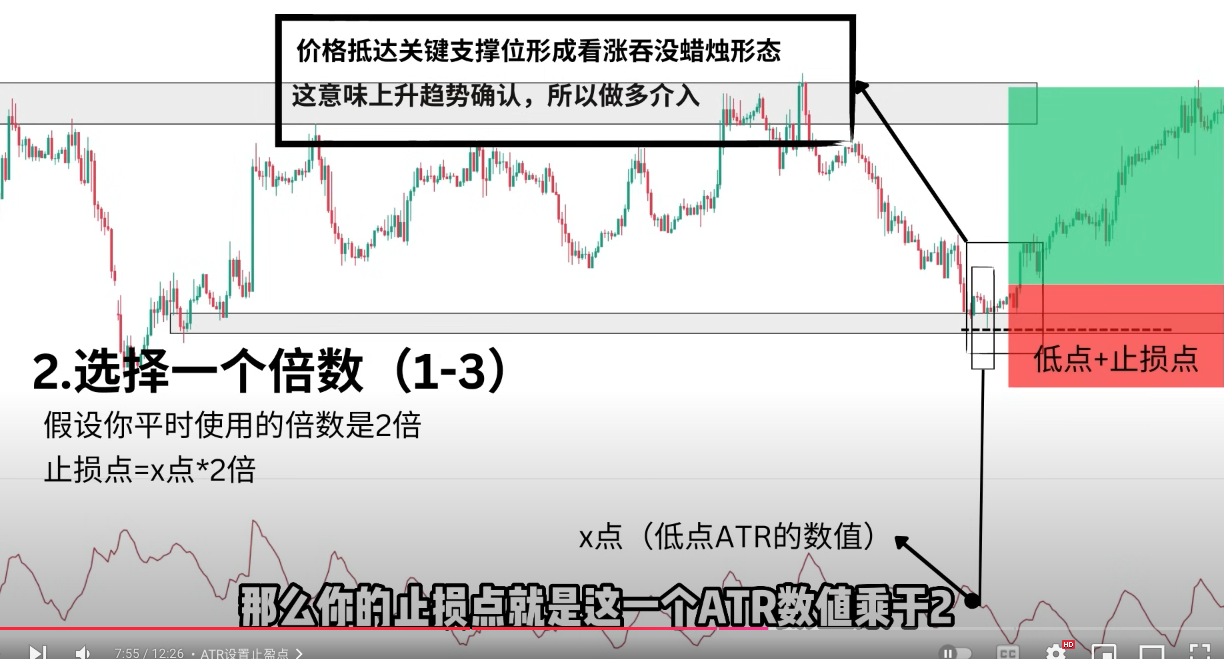 价格抵达关键支撑位形成看涨吞没蜡烛形态
这意味上升趋势确认，所以做多介入
低点+止损点
2.选择一个倍数（1-3）
假设你平时使用的倍数是2倍
止损点=x点*2倍
x点（低点ATR的数值）
那么你的止损点就是这一个ATR数值乘于2
7:55 / 12:26 • ATR设置止盈点
CC
HD